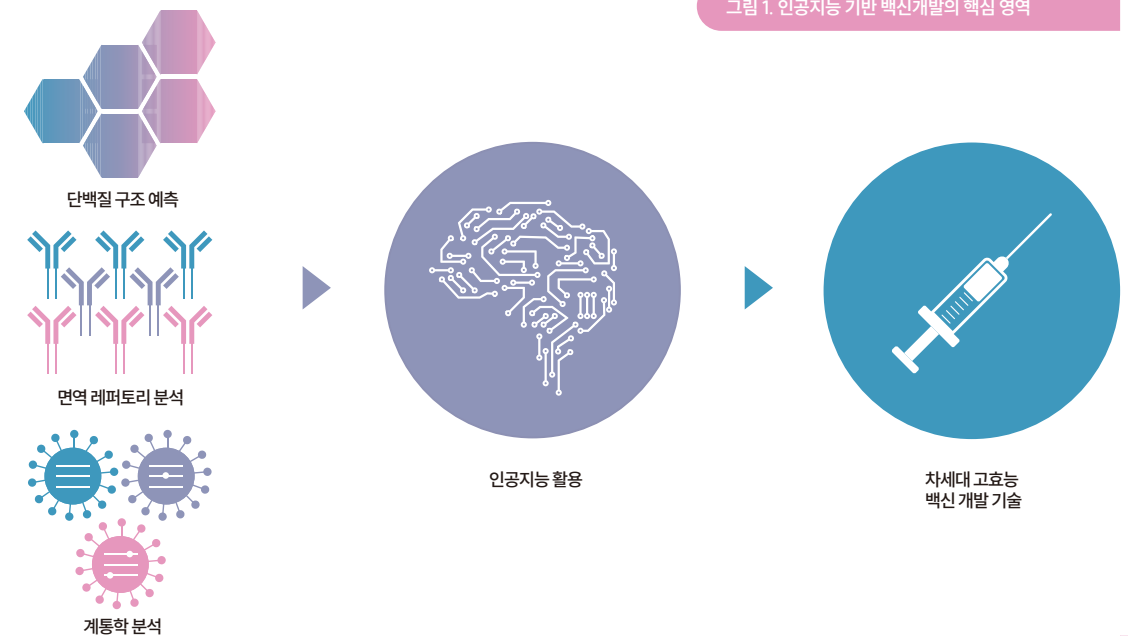 그림 1. 인공지능 기반 백신개발의 핵심 영역
단백질 구조 예측
면역 레퍼토리 분석
계통학 분석
인공지능 활용
차세대 고효능
백신 개발 기술